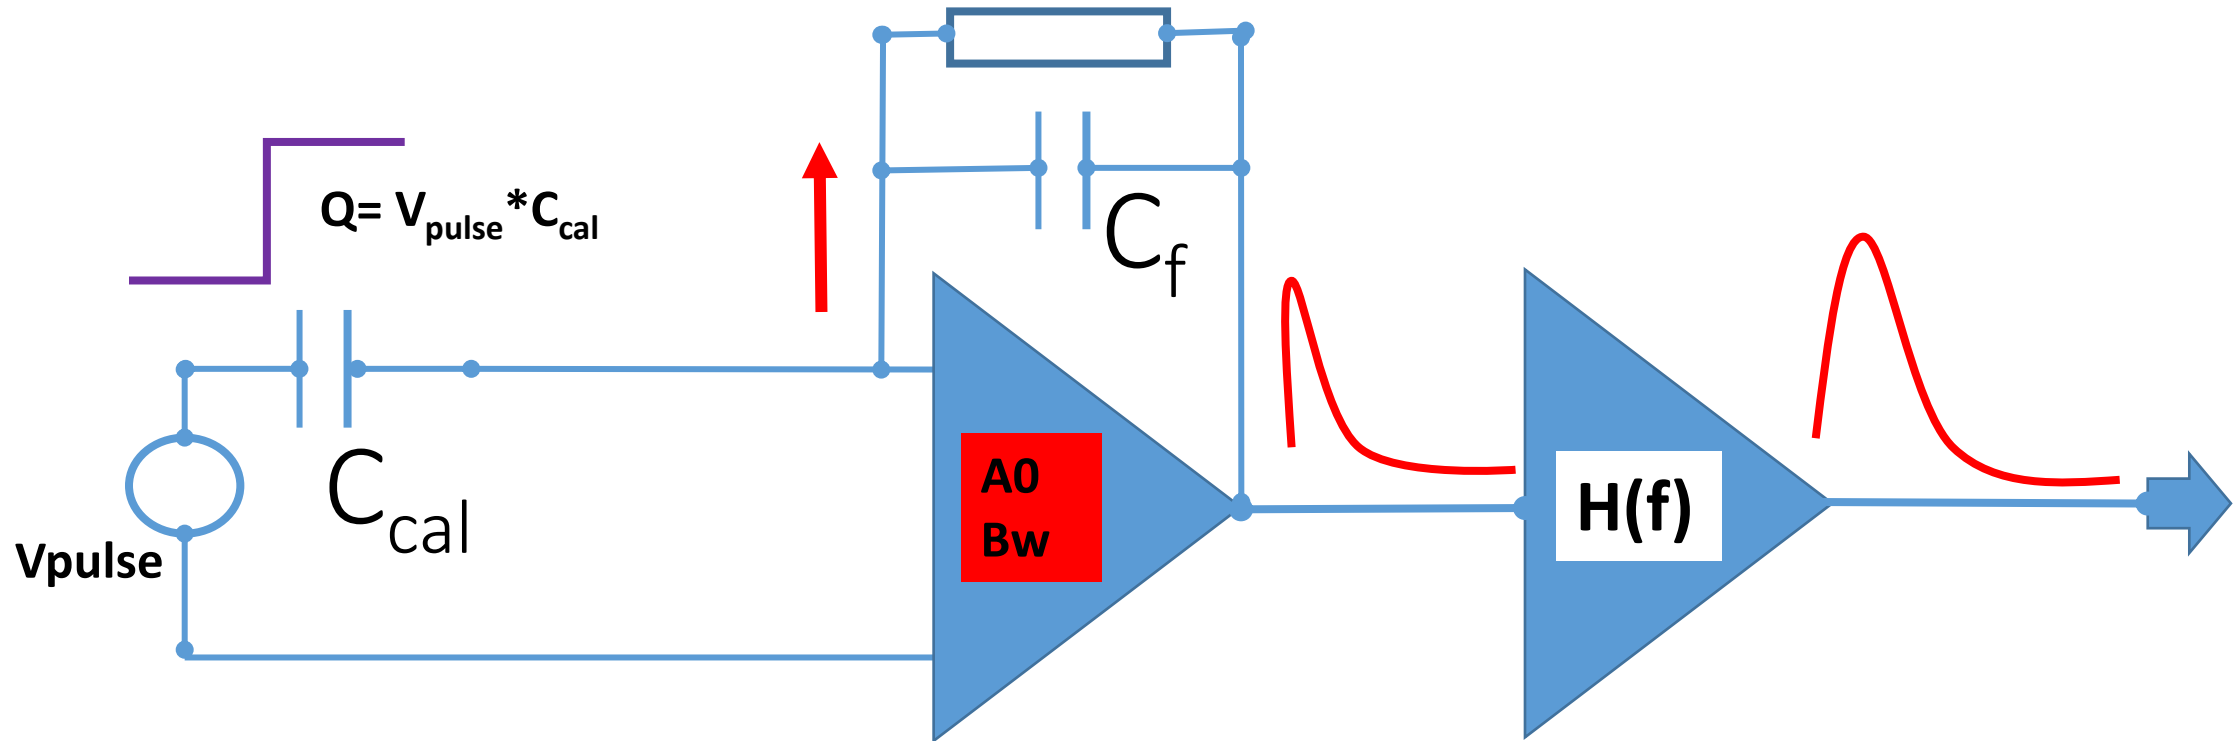 Q= Vpulse*Ccal
Cf
Ccal
Vpulse
A0
Bw
H(f)